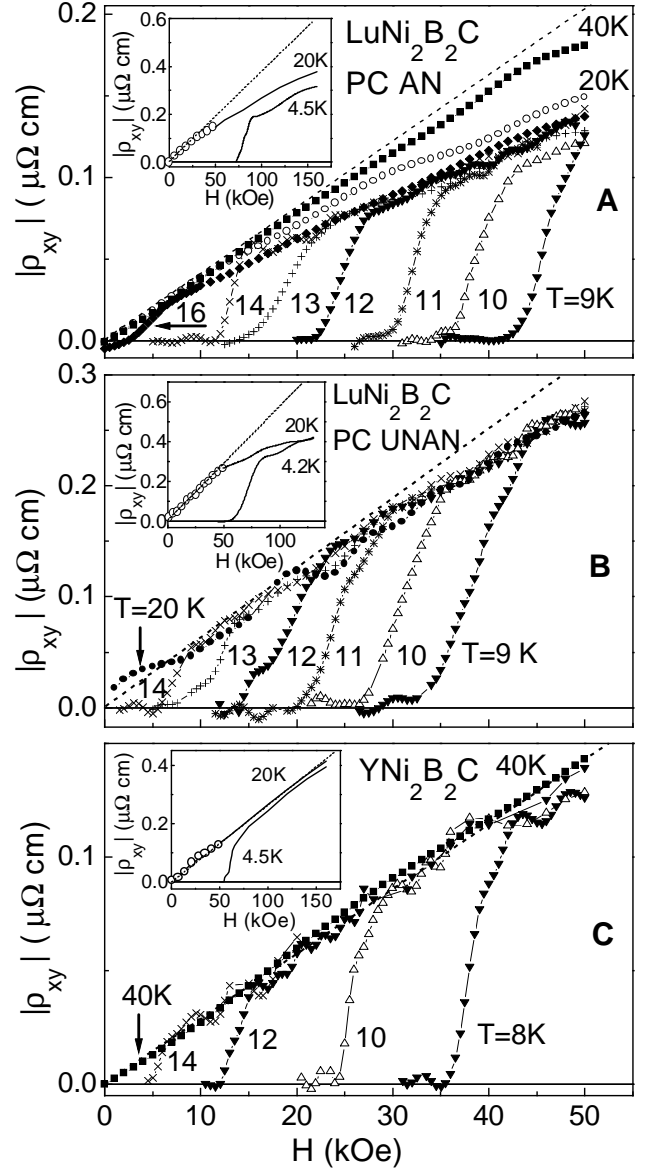 LuNi₂B₂C
PC AN
40K
20K
|ρxy| (μΩ cm)
0.6
0.4
0.2
0.0
0 50 100 150
H (kOe)
20K
4.5K
0.2
0.1
0.0
|ρxy| (μΩ cm)
A
16 14 13 12 11 10 T=9K
LuNi₂B₂C
PC UNAN
|ρxy| (μΩ cm)
0.6
0.4
0.2
0.0
0 50 100
H (kOe)
20K
4.2K
0.3
0.2
0.1
0.0
|ρxy| (μΩ cm)
B
T=20 K
14 13 12 11 10 T=9 K
YNi₂B₂C
40K
|ρxy| (μΩ cm)
0.4
0.2
0.0
0 50 100 150
H (kOe)
20K
4.5K
0.1
0.0
|ρxy| (μΩ cm)
C
40K
14 12 10 T=8K
0 10 20 30 40 50
H (kOe)